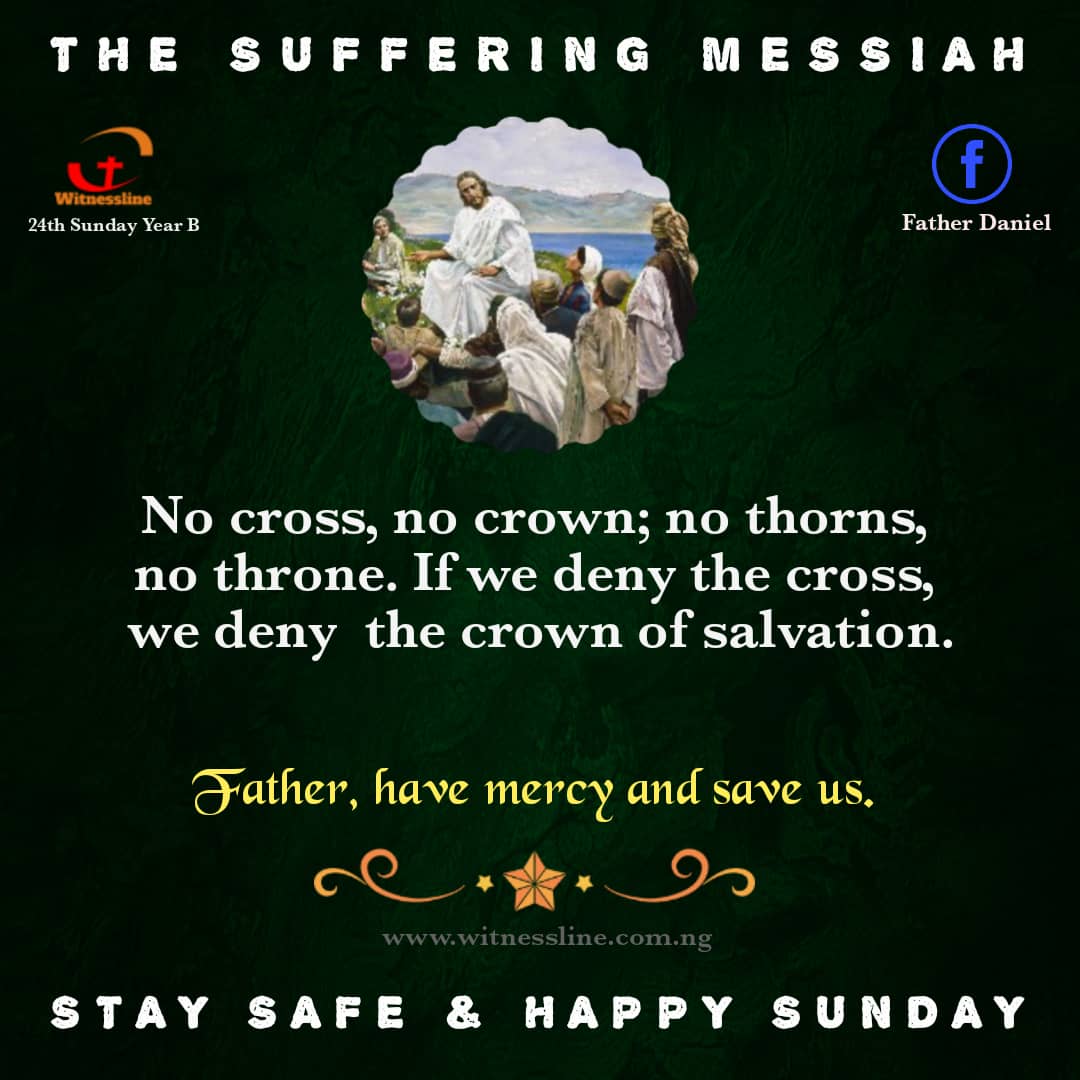 THE SUFFERING MESSIAH
Witnessline
24th Sunday Year B
f
Father Daniel
No cross, no crown; no thorns,
no throne. If we deny the cross,
we deny the crown of salvation.
Father, have mercy and save us.
www.witnessline.com.ng
STAY SAFE & HAPPY SUNDAY